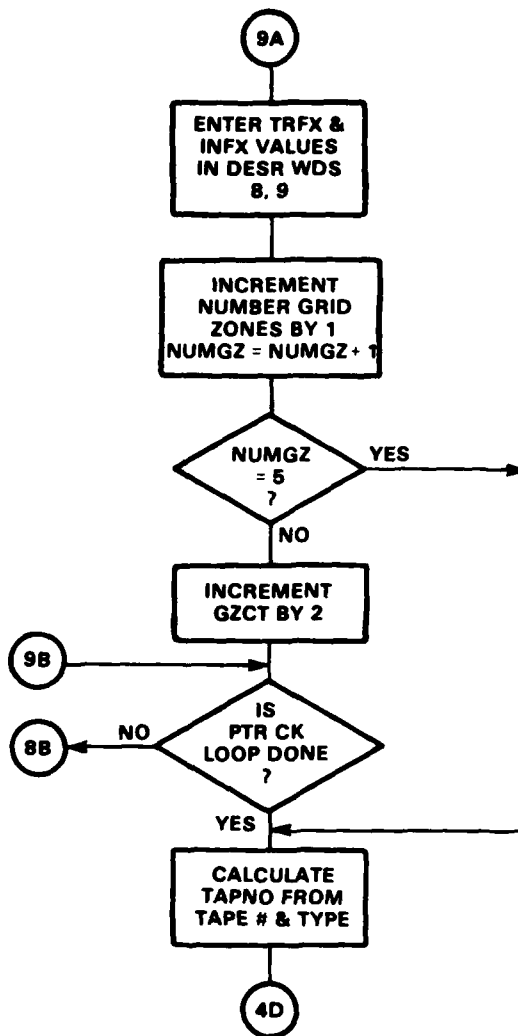 9A
ENTER TRFX &
INFX VALUES
IN DESR WDS
8, 9
INCREMENT
NUMBER GRID
ZONES BY 1
NUMGZ = NUMGZ + 1
NUMGZ
= 5
?
YES
NO
INCREMENT
GZCT BY 2
9B
IS
PTR CK
LOOP DONE
?
NO
8B
YES
CALCULATE
TAPNO FROM
TAPE # & TYPE
4D